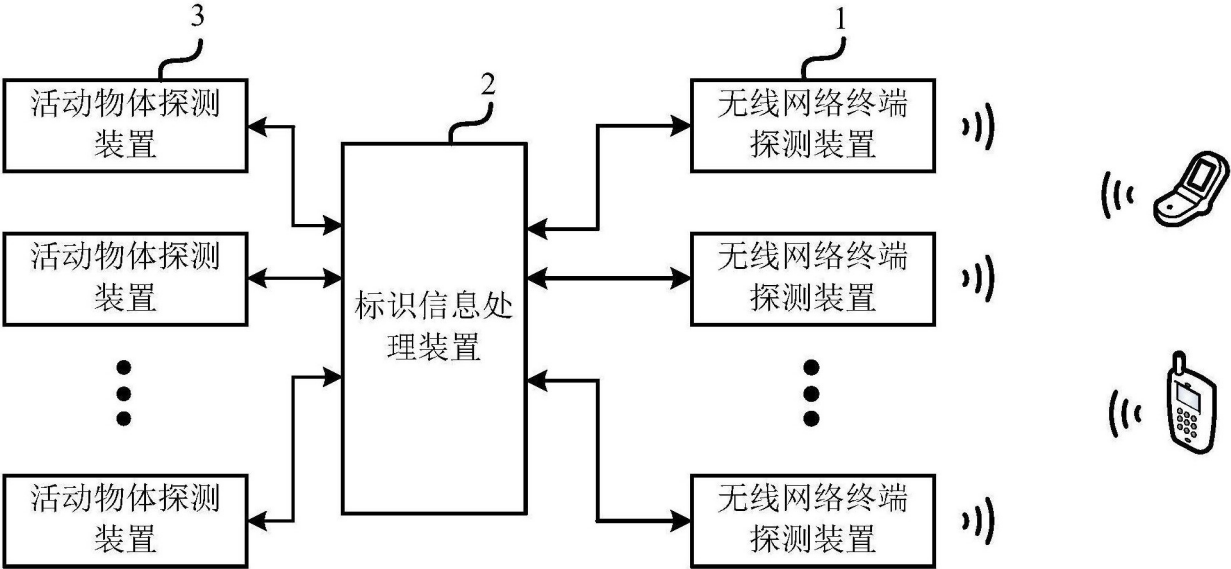 3
活动物体探测
装置
活动物体探测
装置
活动物体探测
装置
2
标识信息处
理装置
1
无线网络终端
探测装置
无线网络终端
探测装置
无线网络终端
探测装置